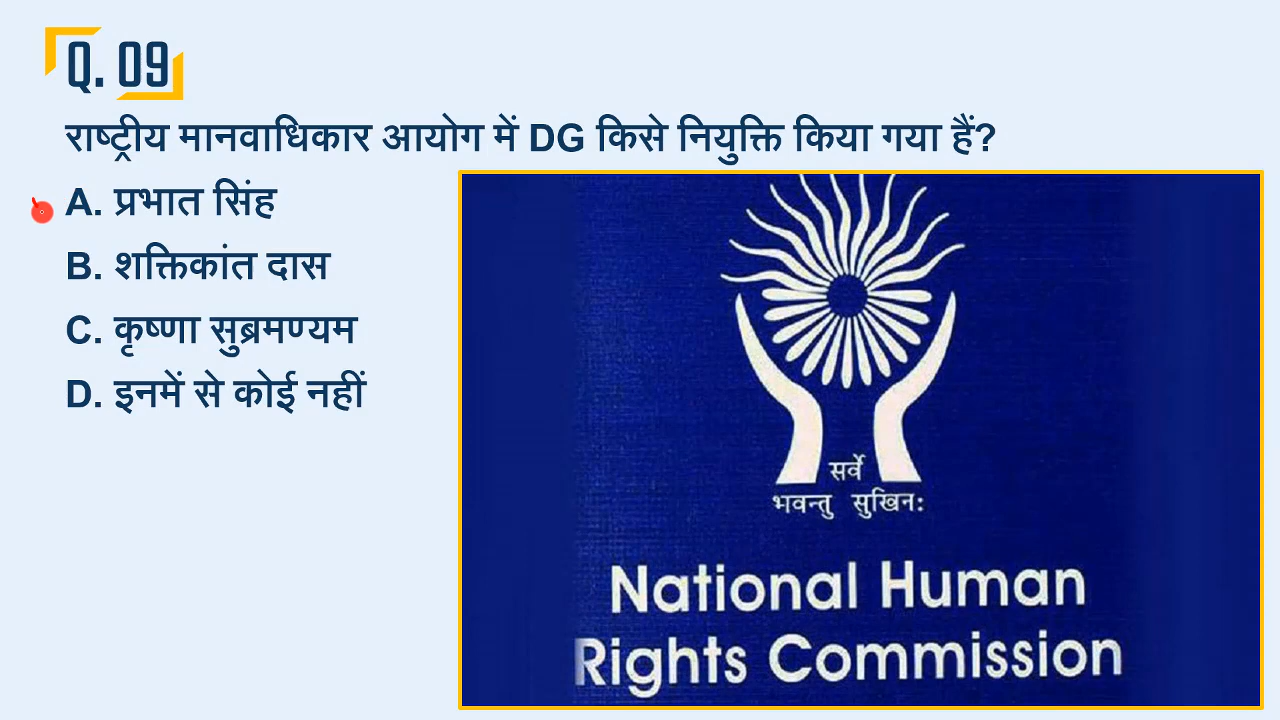 Q. 09
राष्ट्रीय मानवाधिकार आयोग में DG किसे नियुक्ति किया गया हैं?
A. प्रभात सिंह
B. शक्तिकांत दास
C. कृष्णा सुब्रमण्यम
D. इनमें से कोई नहीं
सर्वे
भवन्तु सुखिनः
National Human
Rights Commission